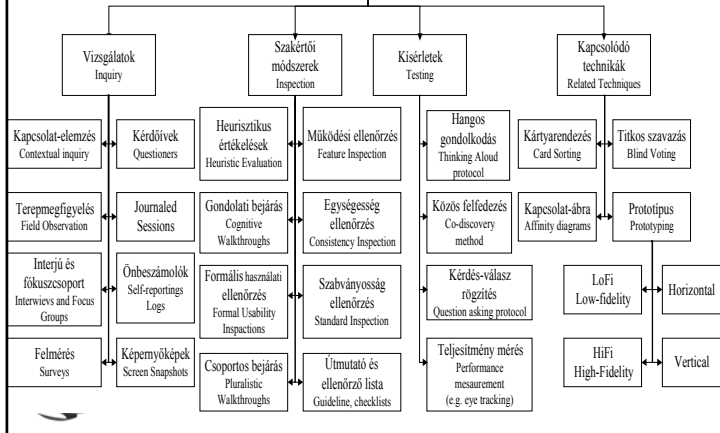 Vizsgálatok
Inquiry
Szakértői
módszerek
Inspection
Kísérletek
Testing
Kapcsolódó
technikák
Related Techniques
Kapcsolat-elemzés
Contextual inquiry
Kérdőívek
Questioners
Terepmegfigyelés
Field Observation
Journaled
Sessions
Interjú és
fókuszcsoport
Interwievs and Focus
Groups
Önbeszámolók
Self-reportings
Logs
Felmérés
Surveys
Képernyőképek
Screen Snapshots
Heurisztikus
értékelések
Heuristic Evaluation
Működési ellenőrzés
Feature Inspection
Gondolati bejárás
Cognitive
Walkthroughs
Egységesség
ellenőrzés
Consistency Inspection
Formális használati
ellenőrzés
Formal Usability
Inspactions
Szabványosság
ellenőrzés
Standard Inspection
Csoportos bejárás
Pluralistic
Walkthroughs
Útmutató és
ellenőrző lista
Guideline, checklists
Hangos
gondolkodás
Thinking Aloud
protocol
Közös felfedezés
Co-discovery
method
Kérdés-válasz
rögzítés
Question asking protocol
Teljesítmény mérés
Performance
mesaurement
(e.g. eye tracking)
Kártyarendezés
Card Sorting
Titkos szavazás
Blind Voting
Kapcsolat-ábra
Affinity diagrams
Prototípus
Prototyping
LoFi
Low-fidelity
Horizontal
HiFi
High-Fidelity
Vertical